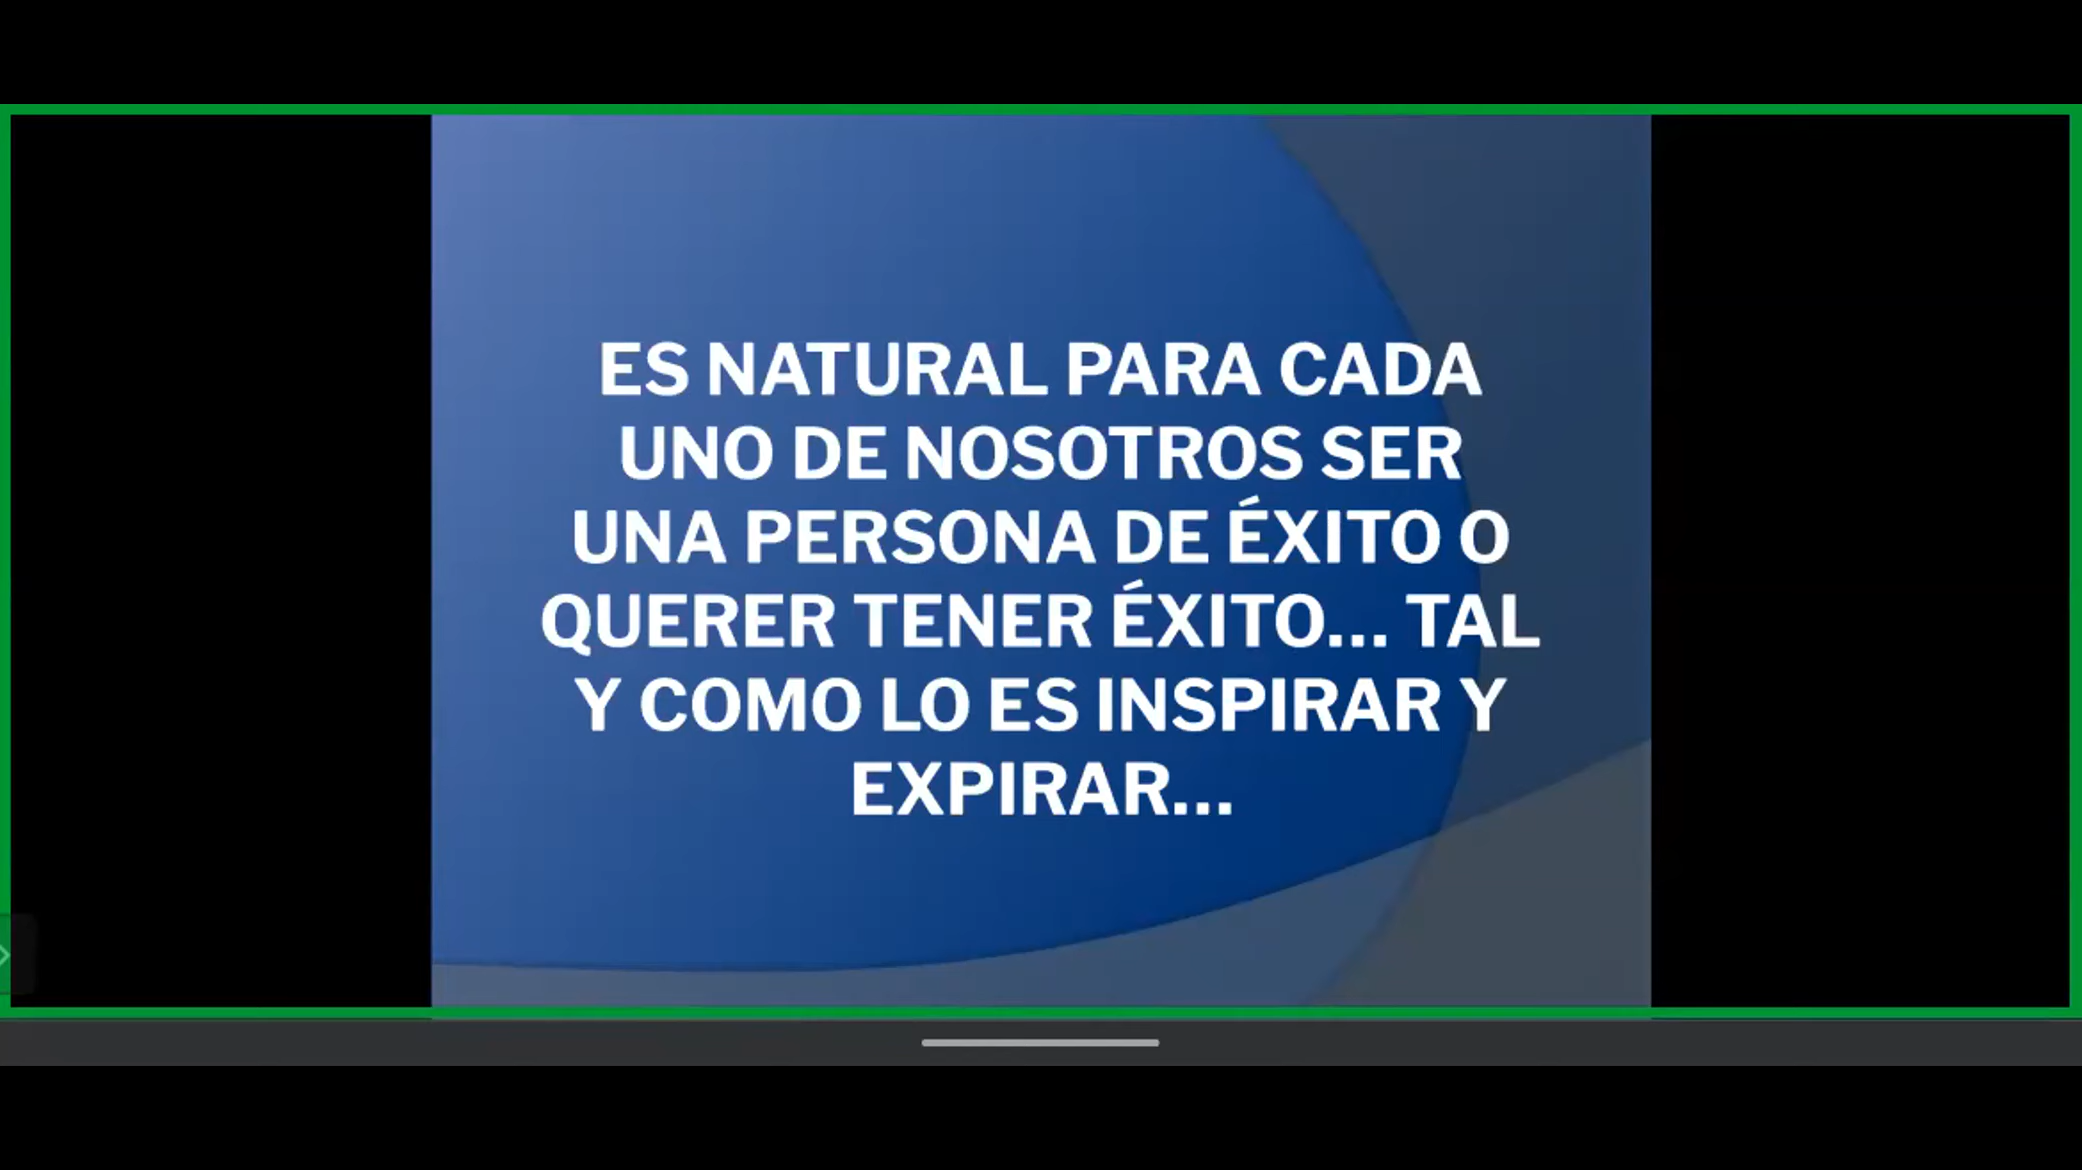 ES NATURAL PARA CADA
UNO DE NOSOTROS SER
UNA PERSONA DE ÉXITO O
QUERER TENER ÉXITO... TAL
Y COMO LO ES INSPIRAR Y
EXPIRAR...